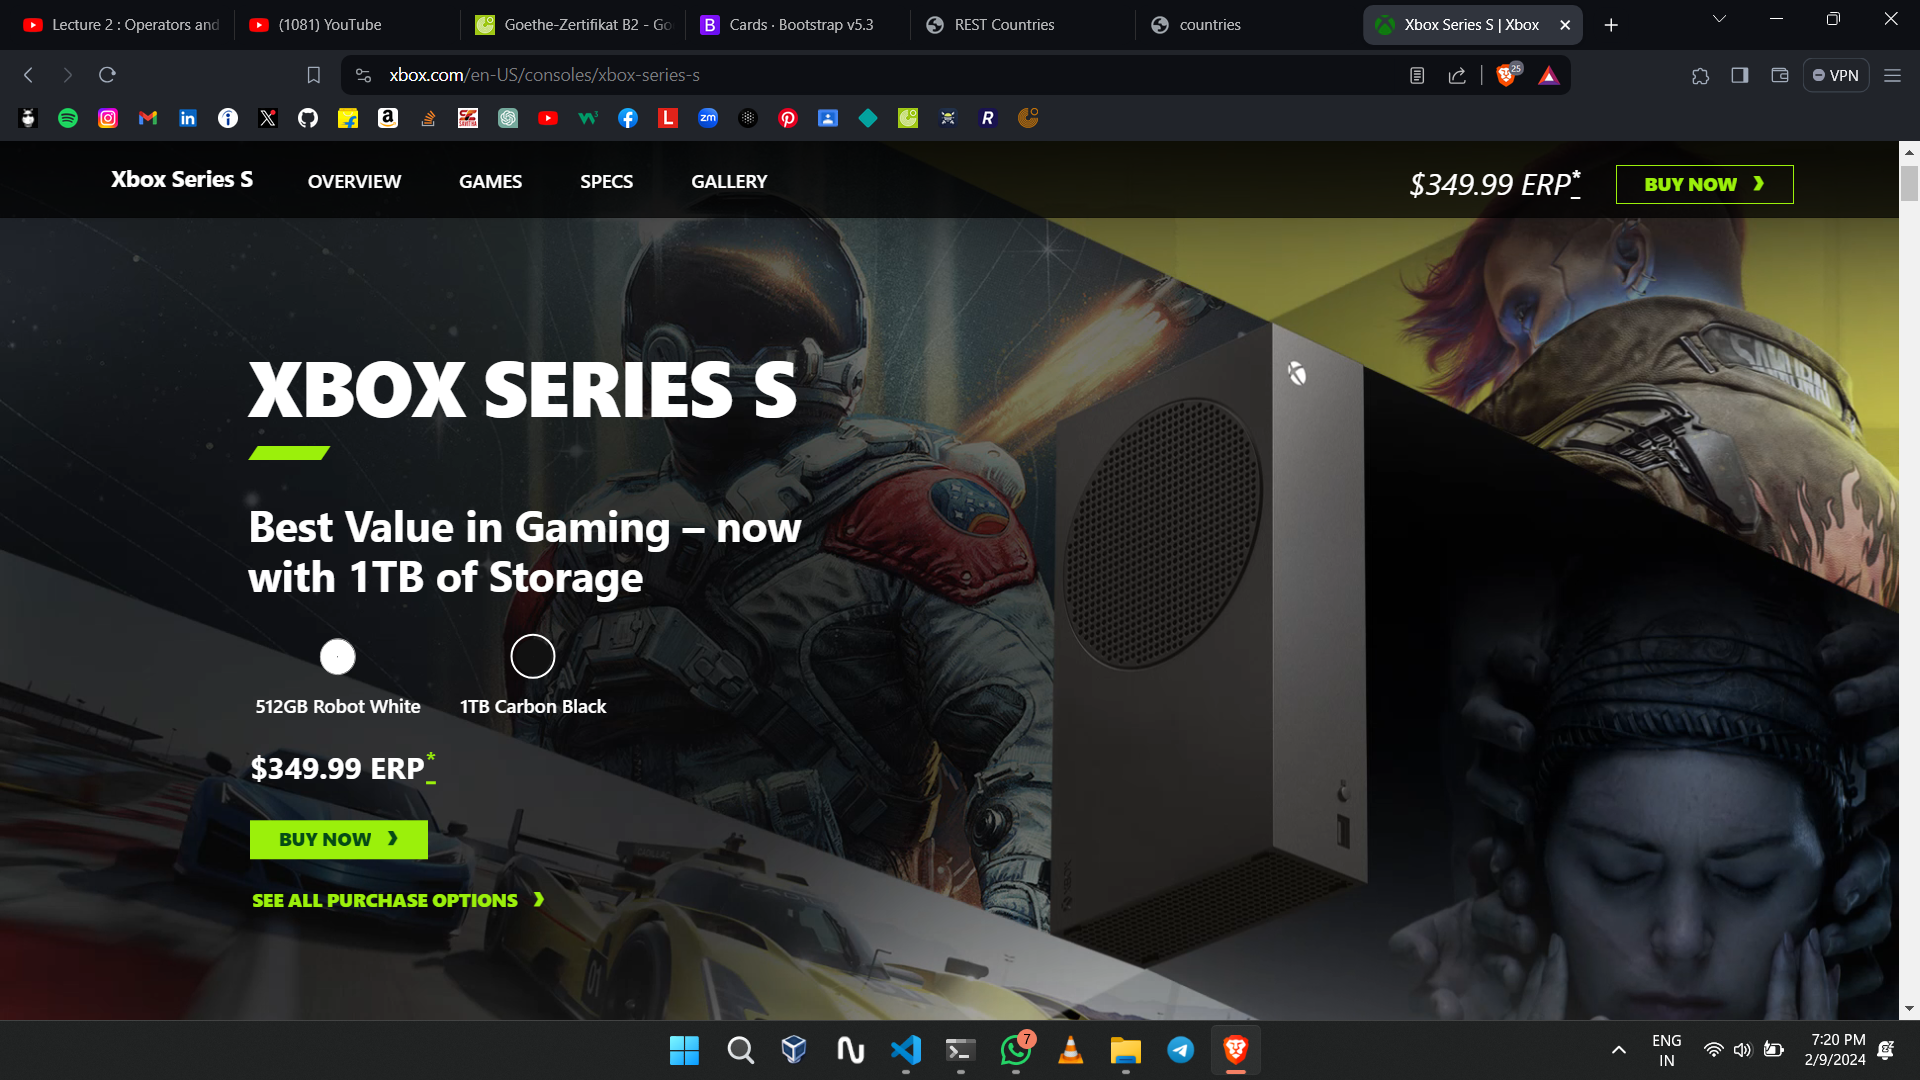 Lecture 2 : Operators and
(1081) YouTube
Goethe-Zertifikat B2 - Go
Cards · Bootstrap v5.3
REST Countries
countries
Xbox Series S | Xbox
xbox.com/en-US/consoles/xbox-series-s
25
VPN
Xbox Series S
OVERVIEW
GAMES
SPECS
GALLERY
$349.99 ERP*
BUY NOW
XBOX SERIES S
Best Value in Gaming – now
with 1TB of Storage
512GB Robot White
1TB Carbon Black
$349.99 ERP*
BUY NOW
SEE ALL PURCHASE OPTIONS
SAMURAI
01
7
ENG
IN
7:20 PM
2/9/2024